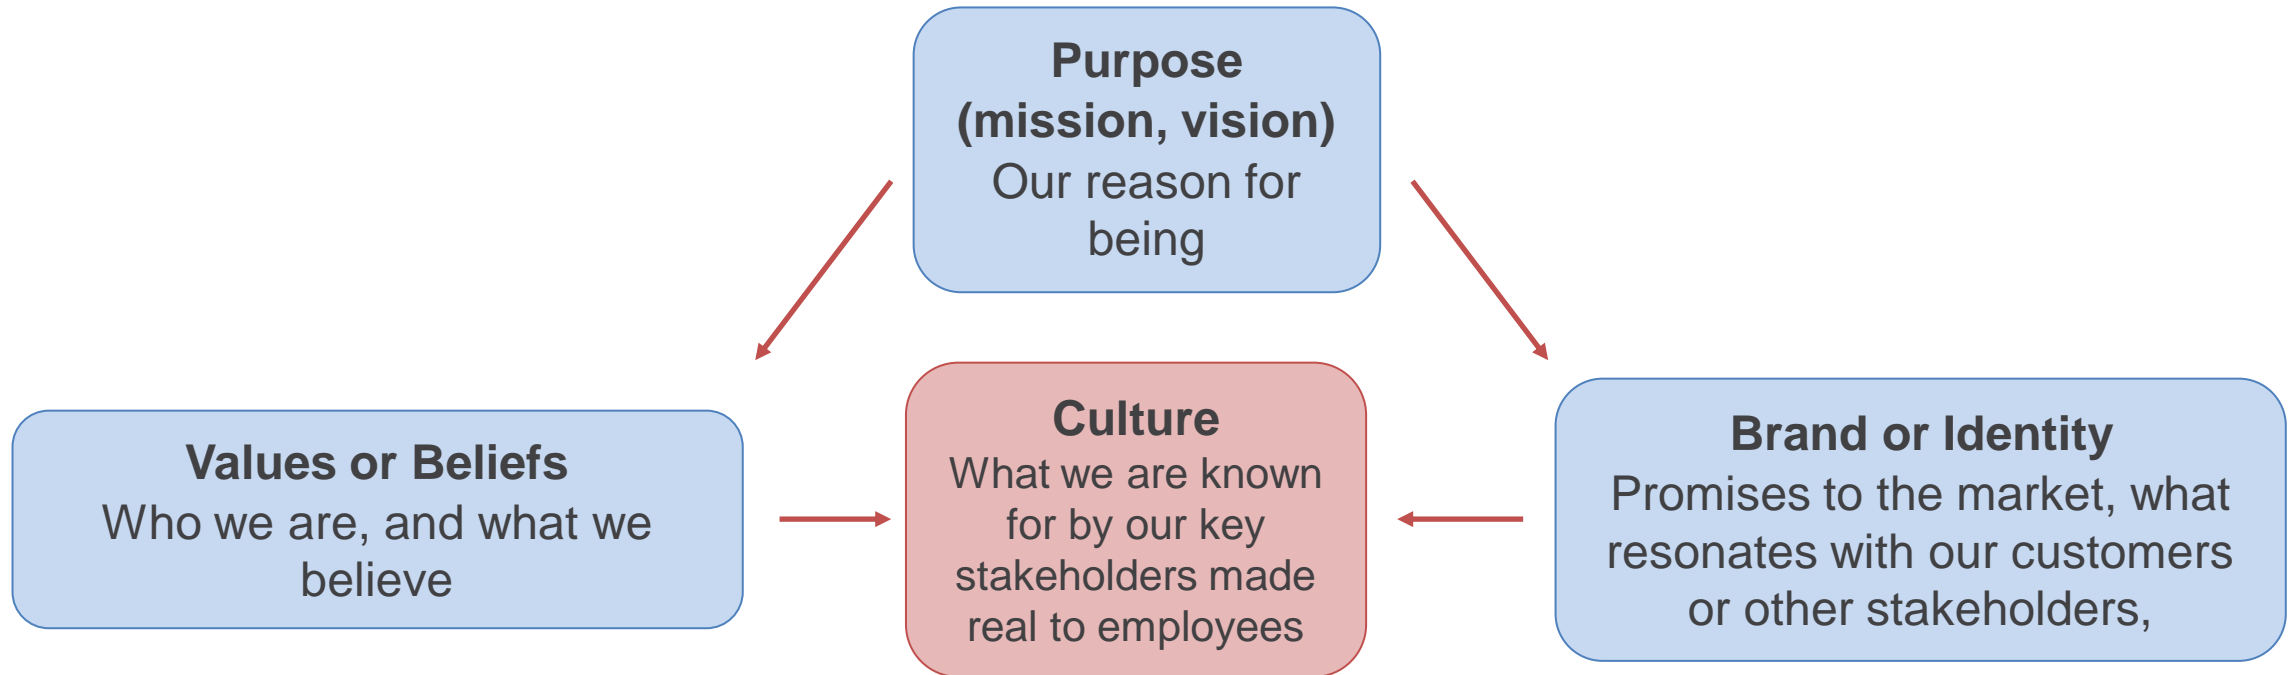 Purpose
(mission, vision)
Our reason for
being
Values or Beliefs
Who we are, and what we
believe
Culture
What we are known
for by our key
stakeholders made
real to employees
Brand or Identity
Promises to the market, what
resonates with our customers
or other stakeholders,